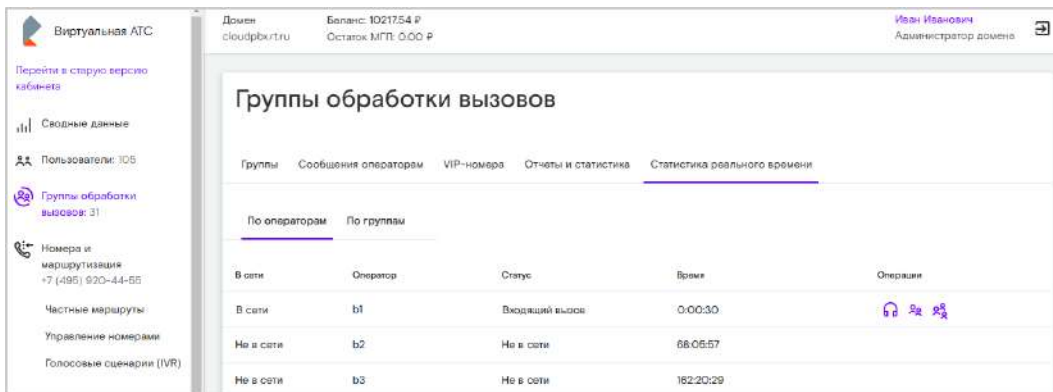 Виртуальная АТС
Домен
cloudpbx.rt.ru
Баланс: 10217.54 ₽
Остаток МГП: 0.00 ₽
Иван Иванович
Администратор домена
Перейти в старую версию
кабинета
Сводные данные
Пользователи: 105
Группы обработки
вызовов: 31
Номера и
маршрутизация
+7 (495) 920-44-55
Частные маршруты
Управление номерами
Голосовые сценарии (IVR)
Группы обработки вызовов
Группы Сообщения операторам VIP-номера Отчеты и статистика Статистика реального времени
По операторам По группам
В сети Оператор Статус Время Операции
В сети b1 Входящий вызов 0:00:30
Не в сети b2 Не в сети 68:05:57
Не в сети b3 Не в сети 162:20:29